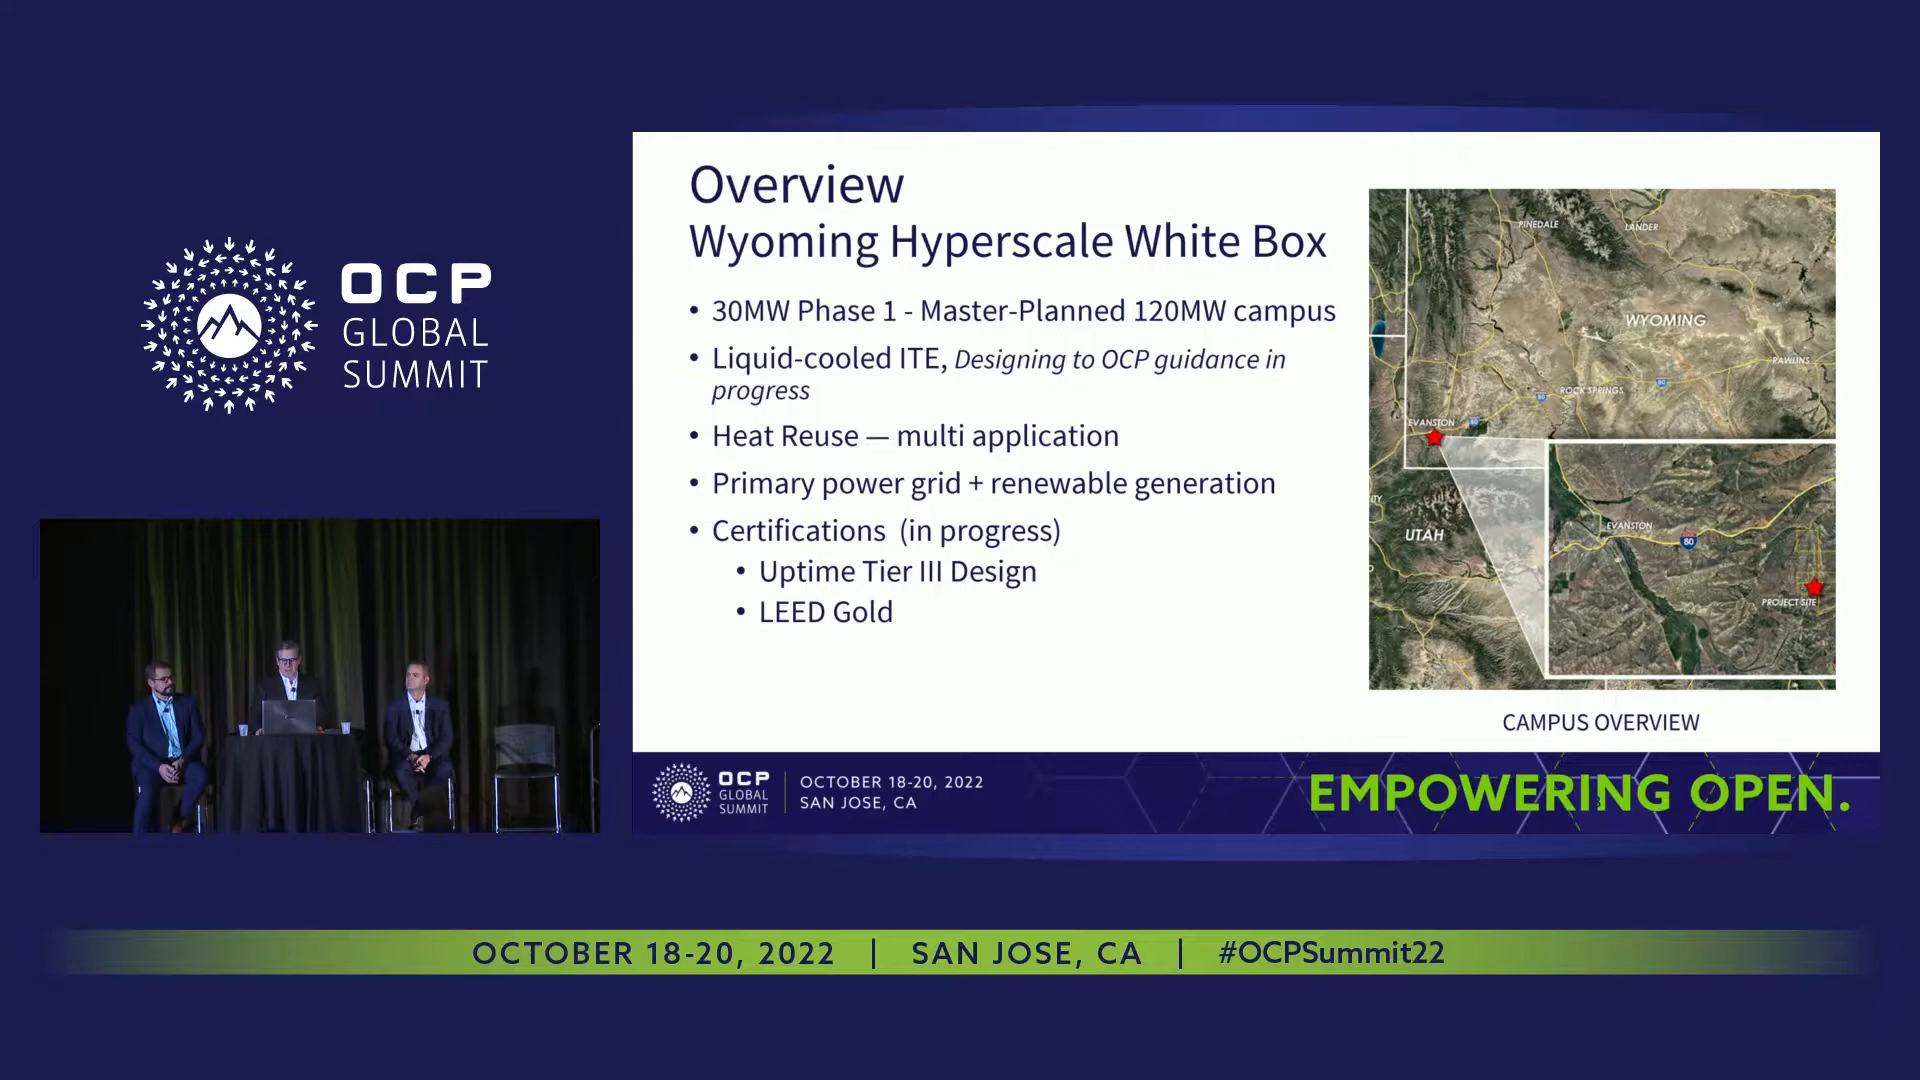 OCP
GLOBAL
SUMMIT
Overview
Wyoming Hyperscale White Box
• 30MW Phase 1 - Master-Planned 120MW campus
• Liquid-cooled ITE, Designing to OCP guidance in
progress
• Heat Reuse — multi application
• Primary power grid + renewable generation
• Certifications (in progress)
• Uptime Tier III Design
• LEED Gold
PINEDALE
LANDER
WYOMING
RAWLINS
80
ROCK SPRINGS
80
EVANSTON
80
UTAH
EVANSTON
80
PROJECT SITE
CAMPUS OVERVIEW
OCP
GLOBAL
SUMMIT
OCTOBER 18-20, 2022
SAN JOSE, CA
EMPOWERING OPEN.
OCTOBER 18-20, 2022 | SAN JOSE, CA | #OCPSummit22